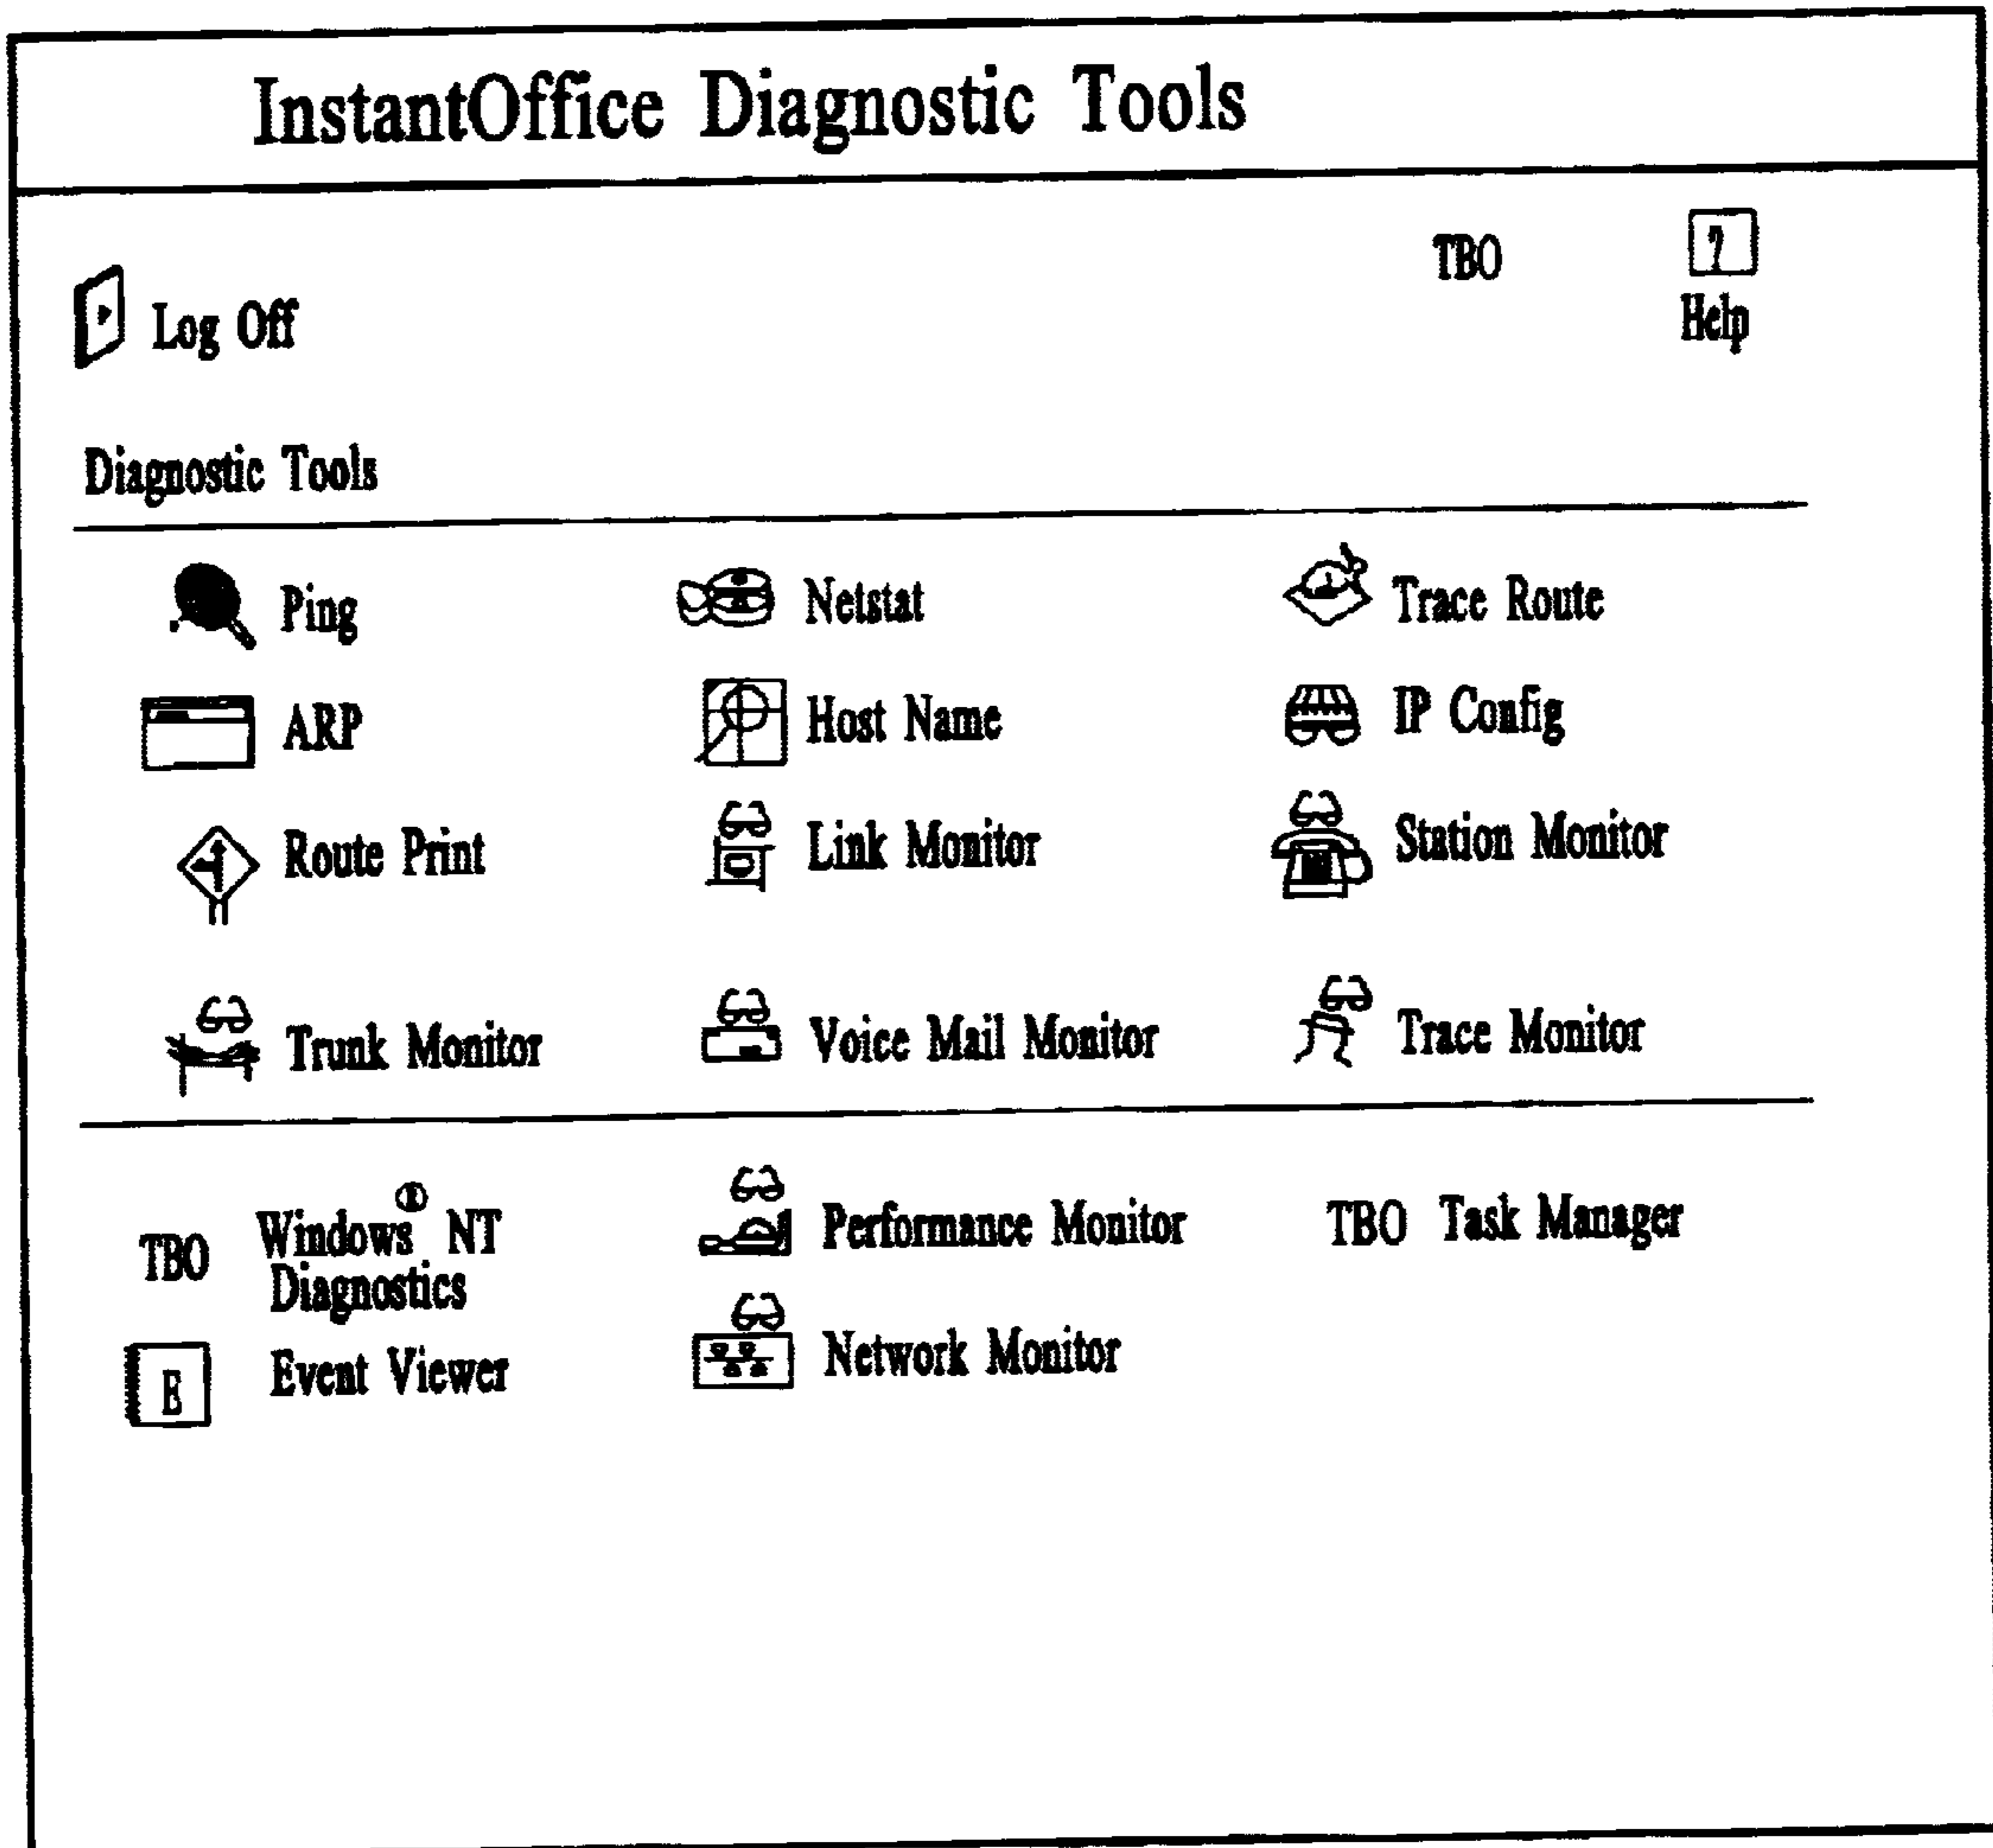 InstantOffice Diagnostic Tools
TBO
?
Log Off
Help
Diagnostic Tools
Ping
Netstat
Trace Route
ARP
Host Name
IP Config
Route Print
Link Monitor
Station Monitor
Trunk Monitor
Voice Mail Monitor
Trace Monitor
TBO
Windows® NT
Diagnostics
Performance Monitor
TBO Task Manager
E
Event Viewer
Network Monitor